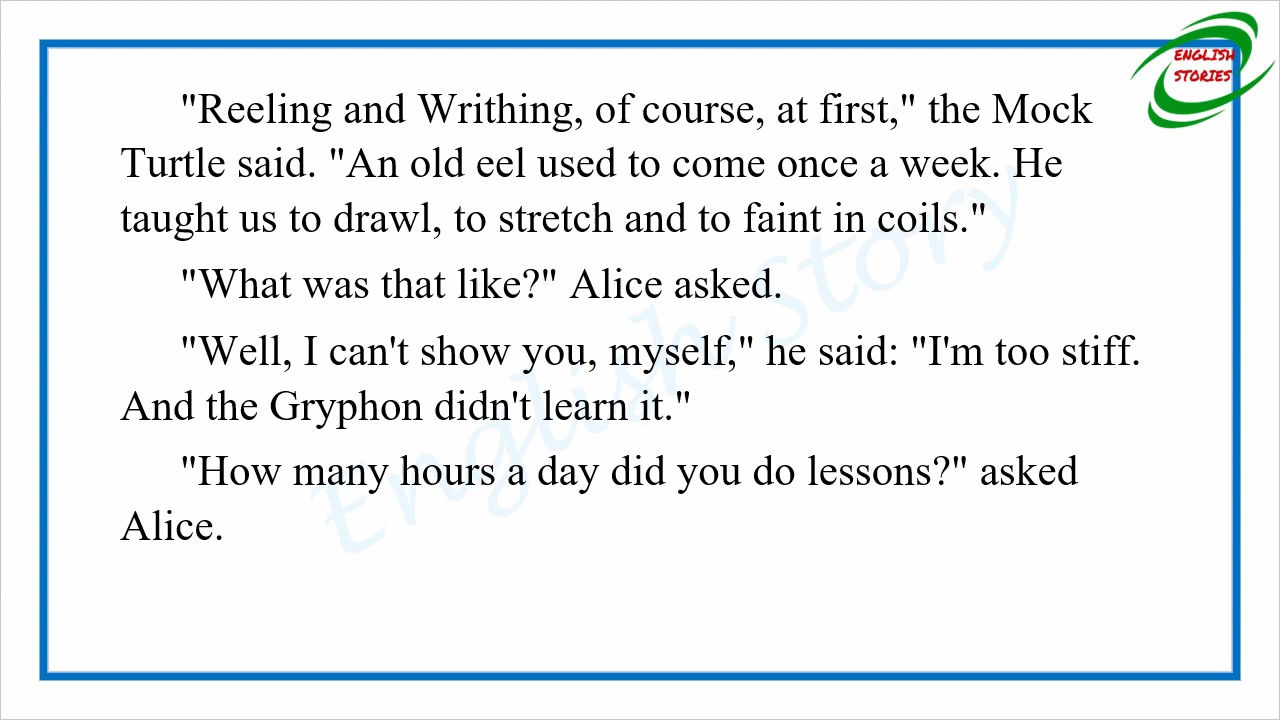 ENGLISH
STORIES
"Reeling and Writhing, of course, at first," the Mock
Turtle said. "An old eel used to come once a week. He
taught us to drawl, to stretch and to faint in coils."
"What was that like?" Alice asked.
"Well, I can't show you, myself," he said: "I'm too stiff.
And the Gryphon didn't learn it."
"How many hours a day did you do lessons?" asked
Alice.
English Story